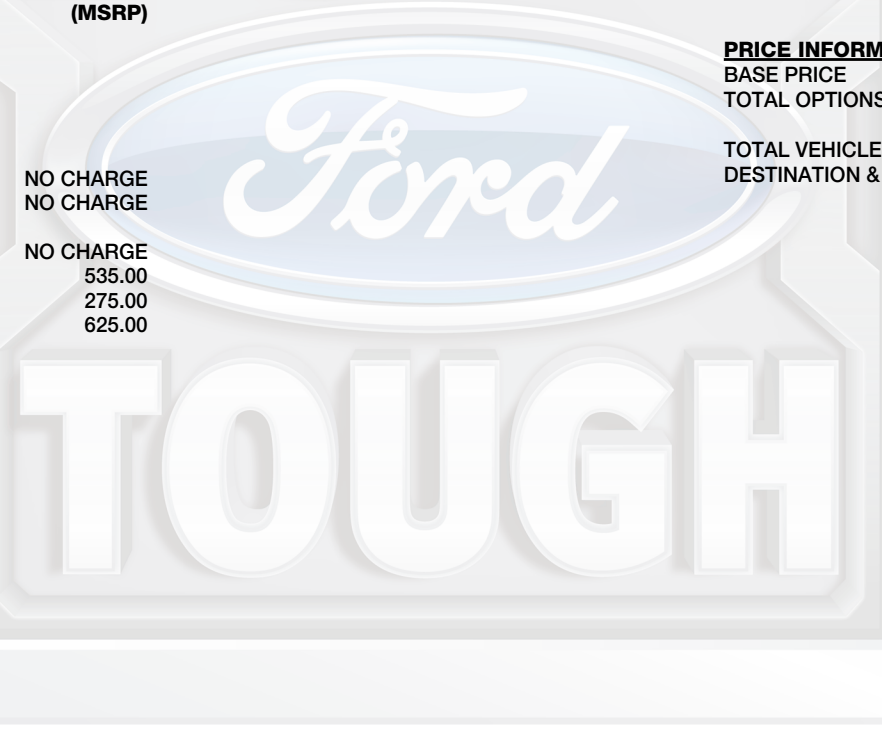 (MSRP)
NO CHARGE
NO CHARGE
NO CHARGE
535.00
275.00
625.00
PRICE INFORM
BASE PRICE
TOTAL OPTIONS
TOTAL VEHICLE
DESTINATION &
Ford
TOUGH